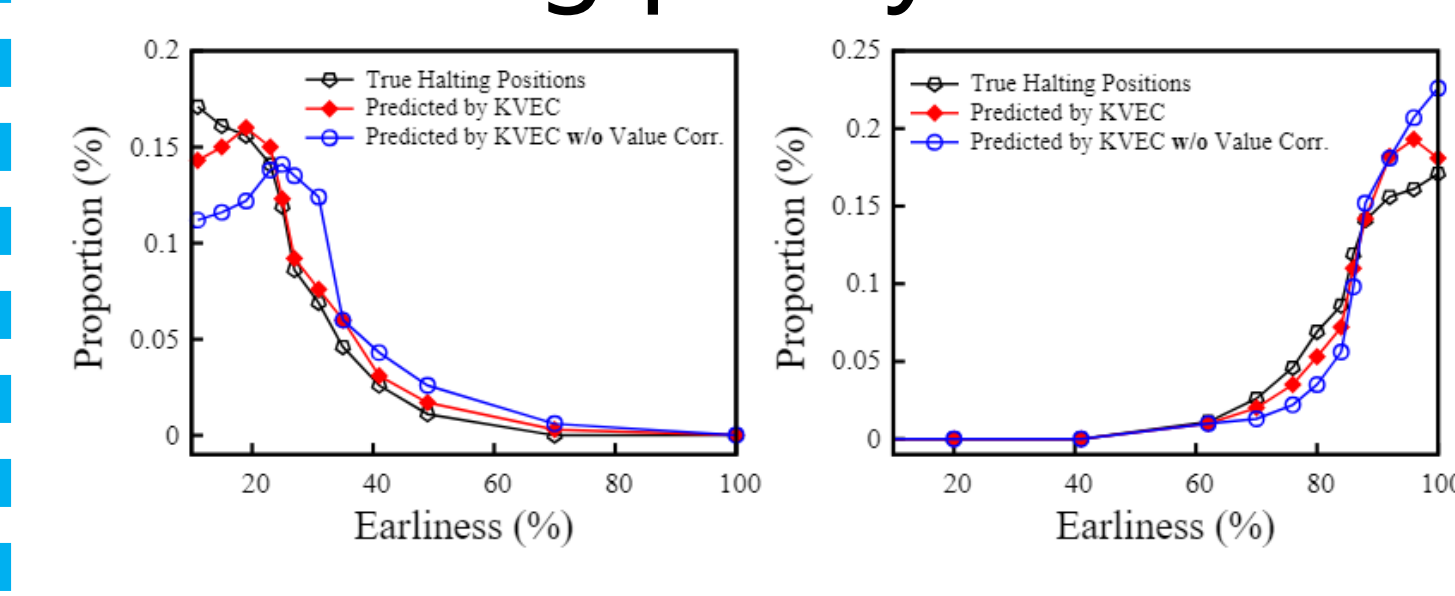 0.2
True Halting Positions
Predicted by KVEC
Predicted by KVEC w/o Value Corr.
0.15
0.1
0.05
0
Proportion (%)
20 40 60 80 100
Earliness (%)
0.25
True Halting Positions
Predicted by KVEC
Predicted by KVEC w/o Value Corr.
0.2
0.15
0.1
0.05
0
Proportion (%)
20 40 60 80 100
Earliness (%)